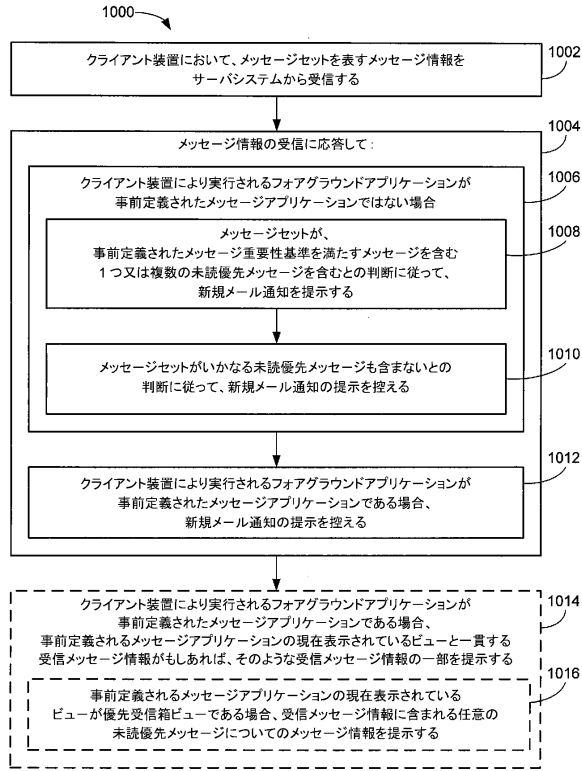 1000
クライアント装置において、メッセージセットを表すメッセージ情報を
サーバシステムから受信する
1002
メッセージ情報の受信に応答して：
1004
クライアント装置により実行されるフォアグラウンドアプリケーションが
事前定義されたメッセージアプリケーションではない場合
1006
メッセージセットが、
事前定義されたメッセージ重要性基準を満たすメッセージを含む
1つ又は複数の未読優先メッセージを含むとの判断に従って、
新規メール通知を提示する
1008
メッセージセットがいかなる未読優先メッセージも含まないとの
判断に従って、新規メール通知の提示を控える
1010
クライアント装置により実行されるフォアグラウンドアプリケーションが
事前定義されたメッセージアプリケーションである場合、
新規メール通知の提示を控える
1012
クライアント装置により実行されるフォアグラウンドアプリケーションが
事前定義されたメッセージアプリケーションである場合、
事前定義されるメッセージアプリケーションの現在表示されているビューと一貫する
受信メッセージ情報がもしあれば、そのような受信メッセージ情報の一部を提示する
1014
事前定義されるメッセージアプリケーションの現在表示されている
ビューが優先受信箱ビューである場合、受信メッセージ情報に含まれる任意の
未読優先メッセージについてのメッセージ情報を提示する
1016